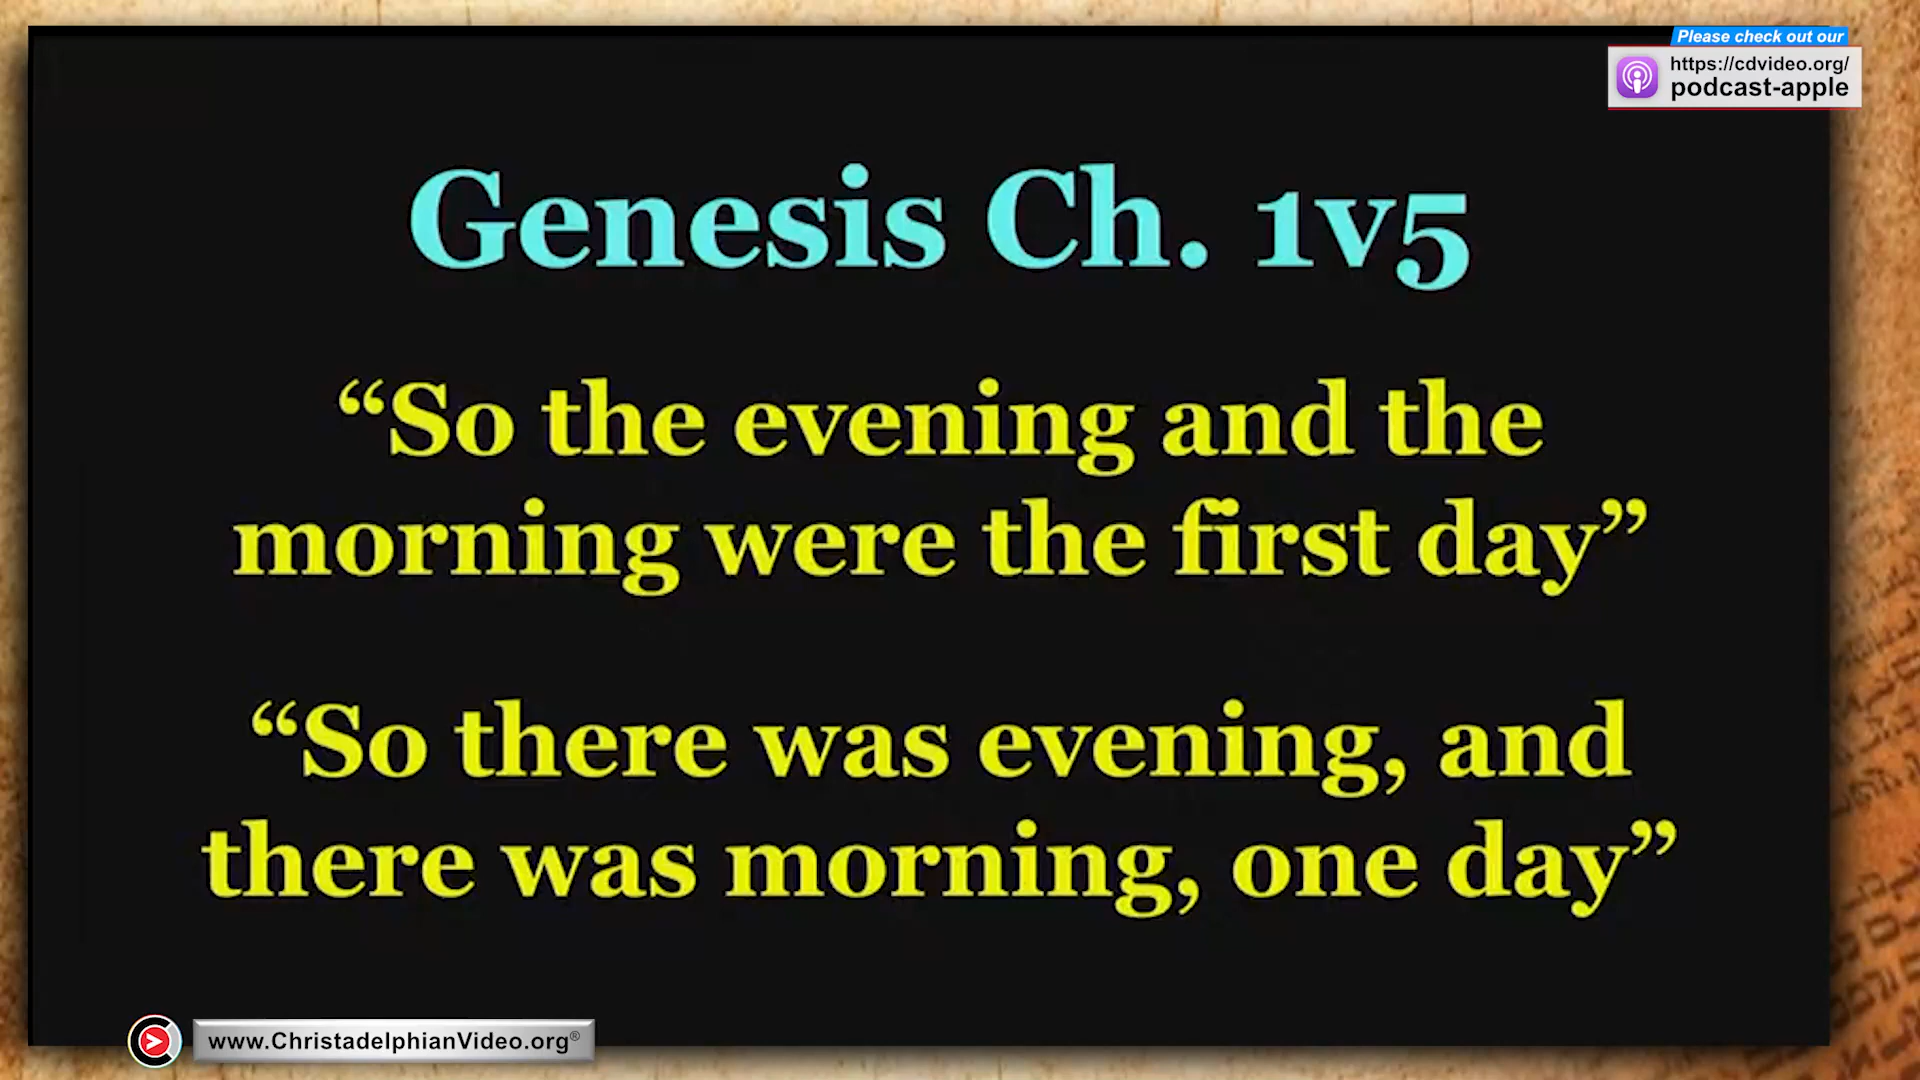 Please check out our
https://cdvideo.org/
podcast-apple
Genesis Ch. 1v5
“So the evening and the
morning were the first day”
“So there was evening, and
there was morning, one day”
www.ChristadelphianVideo.org®